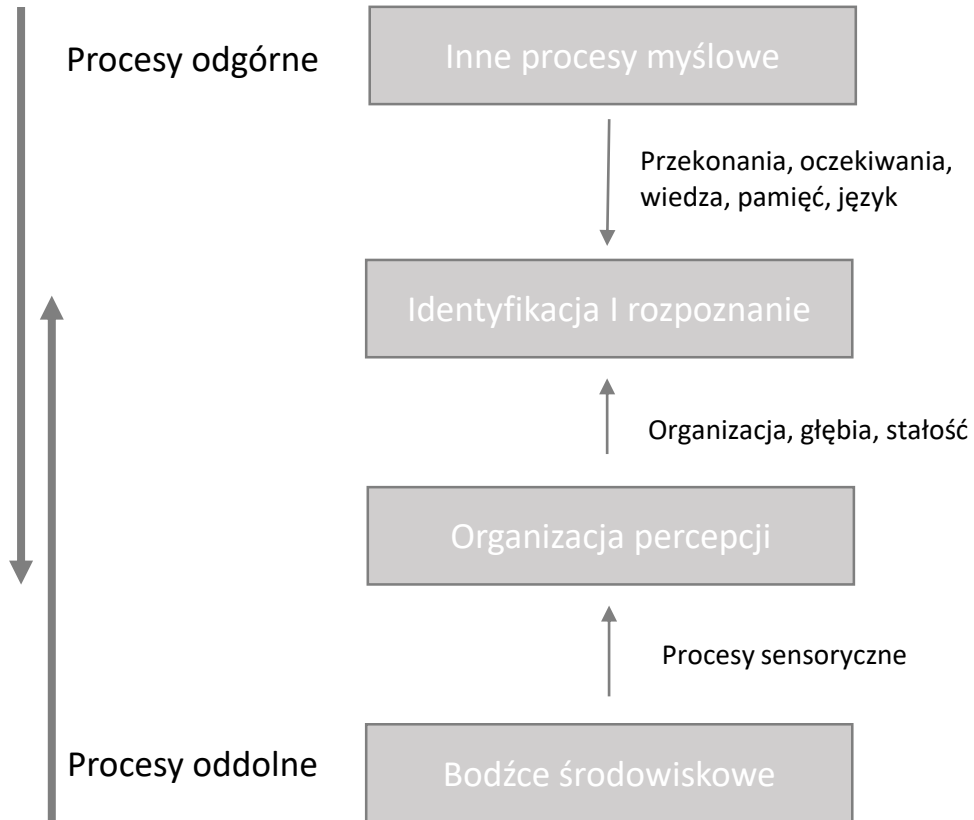 Procesy odgórne
Inne procesy myślowe
Przekonania, oczekiwania,
wiedza, pamięć, język
Identyfikacja I rozpoznanie
Organizacja, głębia, stałość
Organizacja percepcji
Procesy sensoryczne
Procesy oddolne
Bodźce środowiskowe